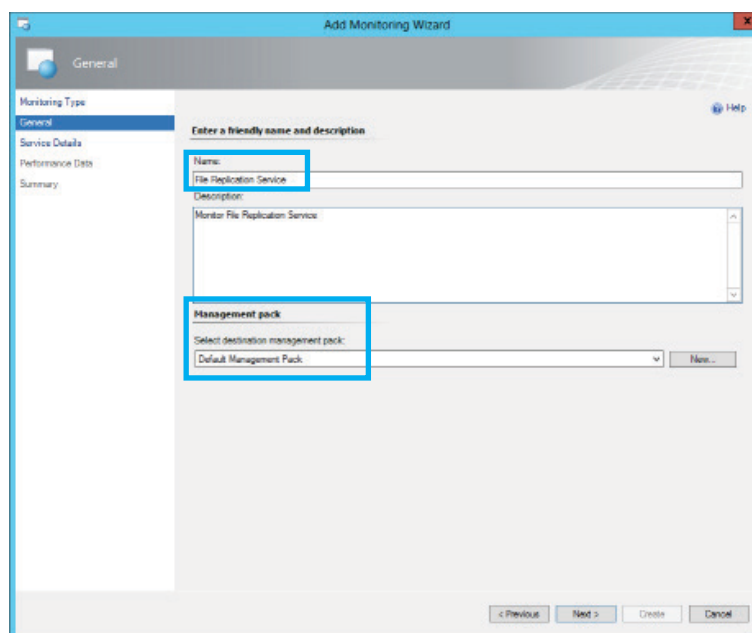 Add Monitoring Wizard
x
General
Monitoring Type
General
Service Details
Performance Data
Summary
Help
Enter a friendly name and description
Name:
File Replication Service
Description:
Monitor File Replication Service
Management pack
Select destination management pack:
Default Management Pack
New...
< Previous
Next >
Create
Cancel